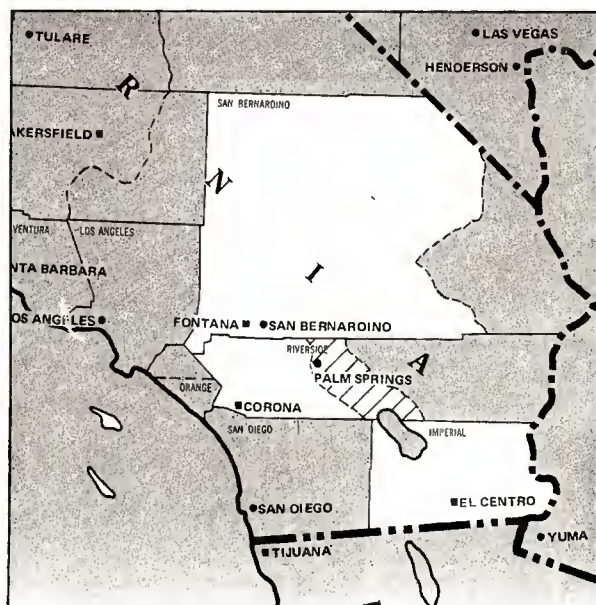 TULARE
LAS VEGAS
HENDERSON
R
SAN BERNARDINO
AKERSFIELD
N
VENTURA
LOS ANGELES
NTA BARBARA
I
OS ANGELES
FONTANA
SAN BERNARDINO
RIVERSIDE
A
PALM SPRINGS
ORANGE
CORONA
SAN DIEGO
IMPERIAL
SAN DIEGO
EL CENTRO
TIJUANA
YUMA